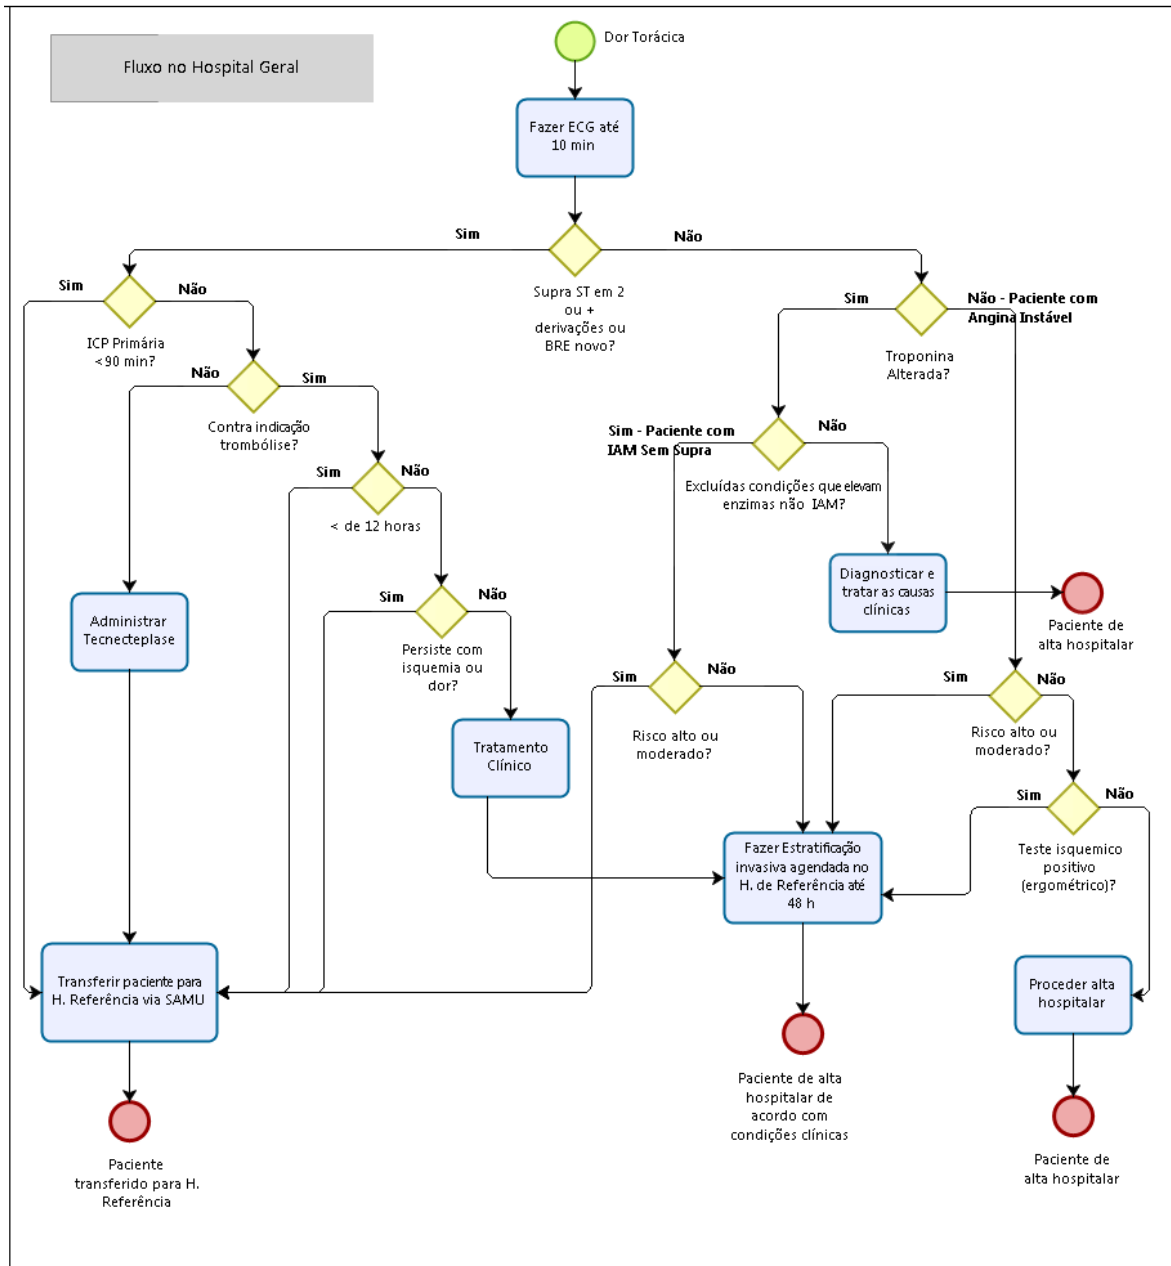 Fluxo no Hospital Geral
Dor Torácica
Fazer ECG até
10 min
Sim
Não
Supra ST em 2
ou +
derivações ou
BRE novo?
Sim
Não
ICP Primária
<90 min?
Sim
Não - Paciente com
Angina Instável
Troponina
Alterada?
Não
Sim
Contra indicação
trombólise?
Sim - Paciente com
IAM Sem Supra
Não
Excluídas condições que elevam
enzimas não IAM?
Sim
Não
< de 12 horas
Diagnosticar e
tratar as causas
clínicas
Paciente de
alta hospitalar
Administrar
Tecnecteplase
Sim
Não
Persiste com
isquemia ou
dor?
Sim
Não
Risco alto ou
moderado?
Sim
Não
Risco alto ou
moderado?
Tratamento
Clínico
Sim
Não
Teste isquemico
positivo
(ergométrico)?
Fazer Estratificação
invasiva agendada no
H. de Referência até
48 h
Transferir paciente para
H. Referência via SAMU
Proceder alta
hospitalar
Paciente de alta
hospitalar de
acordo com
condições clínicas
Paciente
transferido para H.
Referência
Paciente de
alta hospitalar